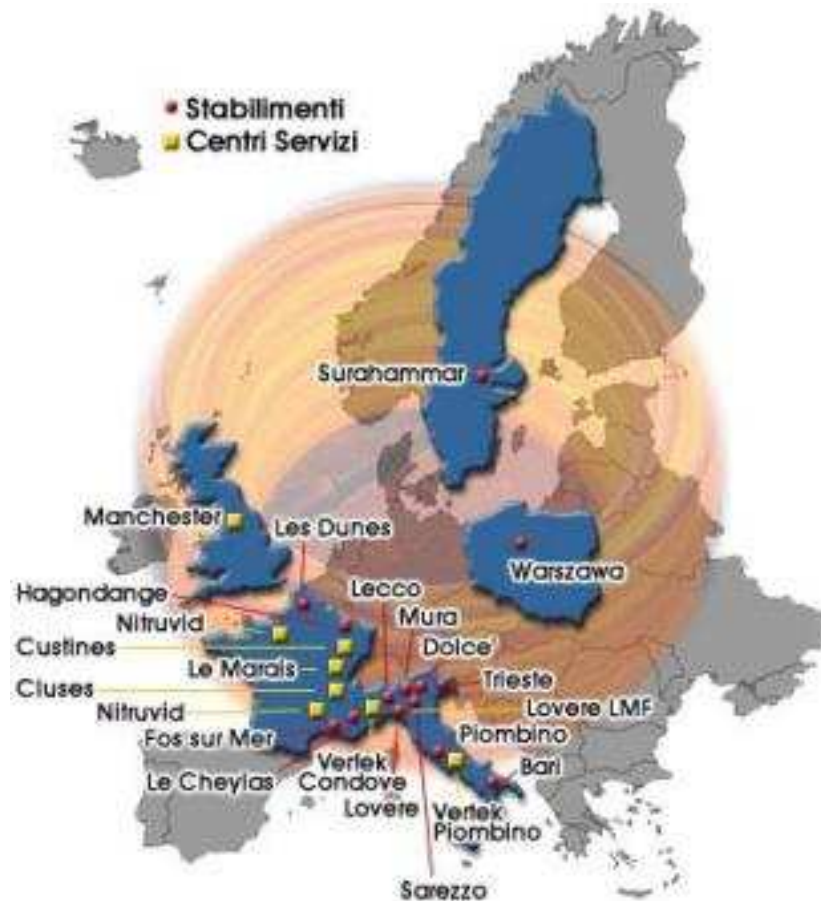 Stabilimenti
Centri Servizi
Surahammar
Manchester
Les Dunes
Warszawa
Hagondange
Lecco
Nitruvid
Mura
Custines
Dolce'
Le Marais
Trieste
Cluses
Lovere LMF
Nitruvid
Piombino
Fos sur Mer
Vertek
Condove
Bari
Le Cheylas
Lovere
Vertek
Piombino
Sarezzo